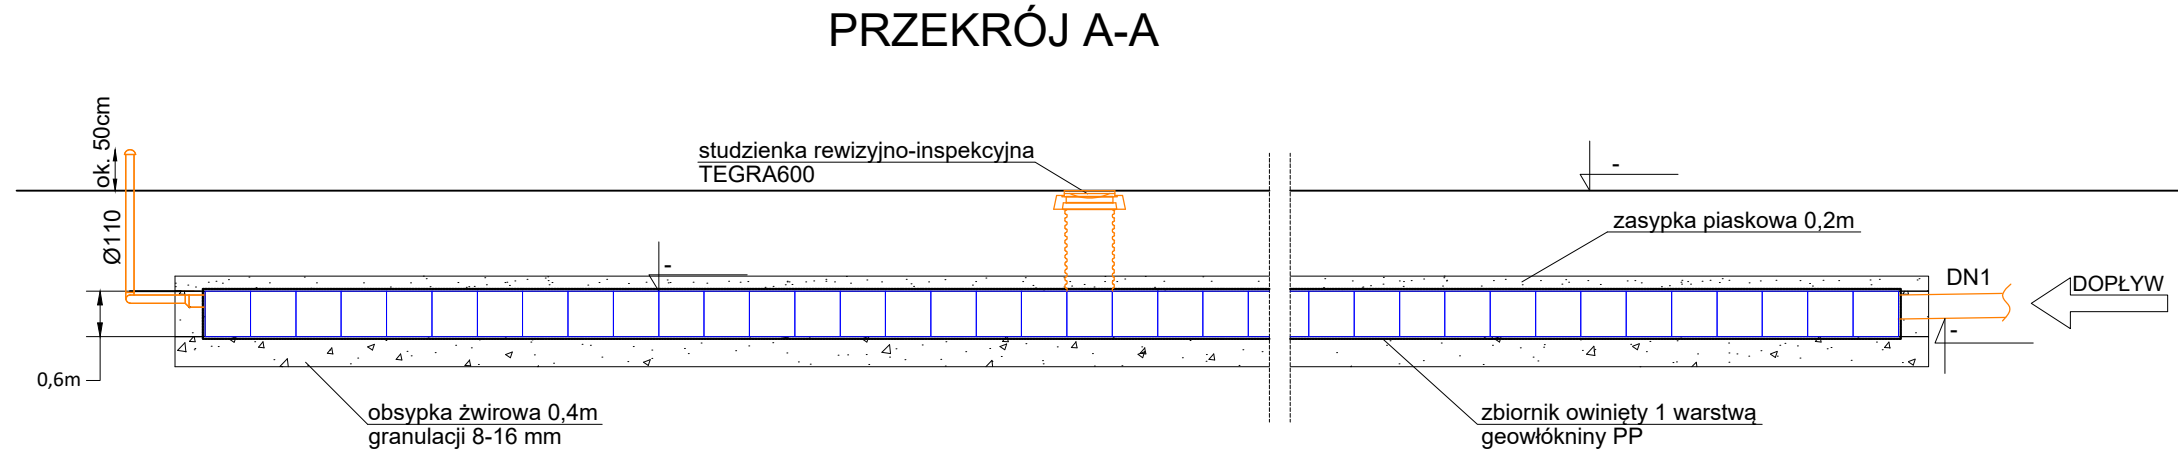 PRZEKRÓJ A-A
ok. 50cm
Ø110
studzienka rewizyjno-inspekcyjna
TEGRA600
-
zasypka piaskowa 0,2m
-
DN1
DOPŁYW
-
0,6m
obsypka żwirowa 0,4m
granulacji 8-16 mm
zbiornik owinięty 1 warstwą
geowłókniny PP